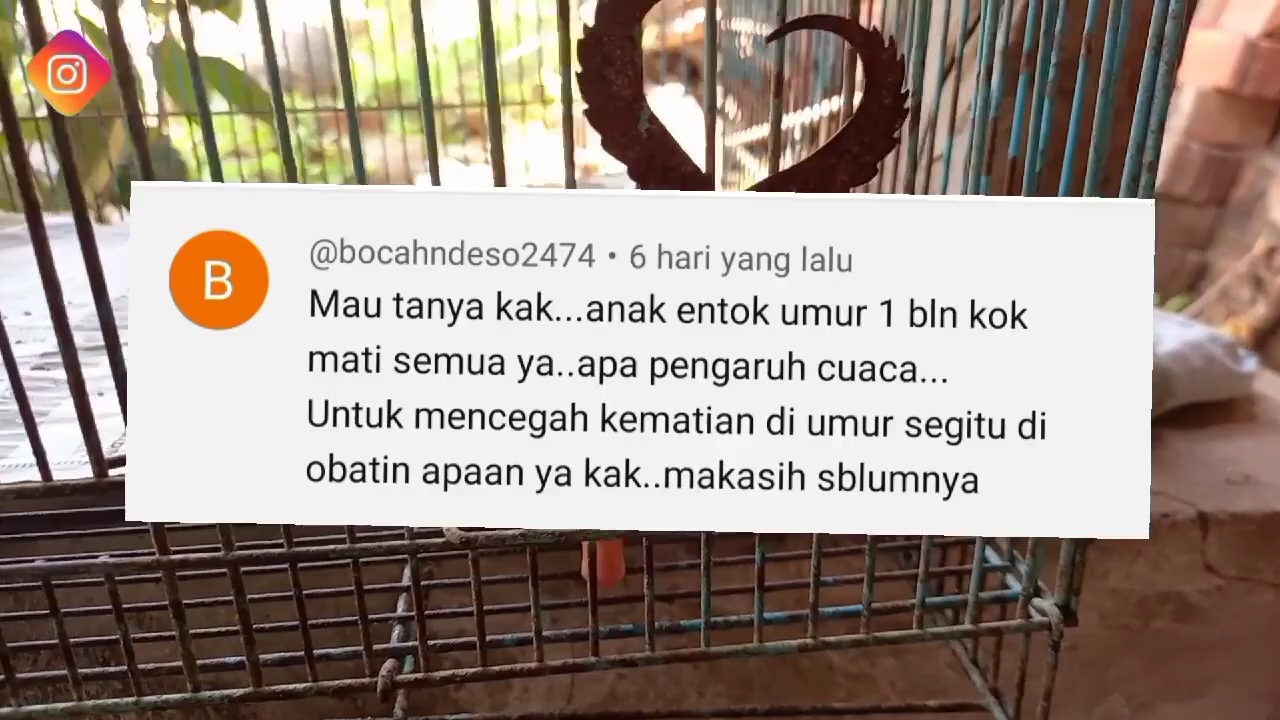 B
@bocahndeso2474 • 6 hari yang lalu
Mau tanya kak...anak entok umur 1 bln kok
mati semua ya..apa pengaruh cuaca...
Untuk mencegah kematian di umur segitu di
obatin apaan ya kak..makasih sblumnya